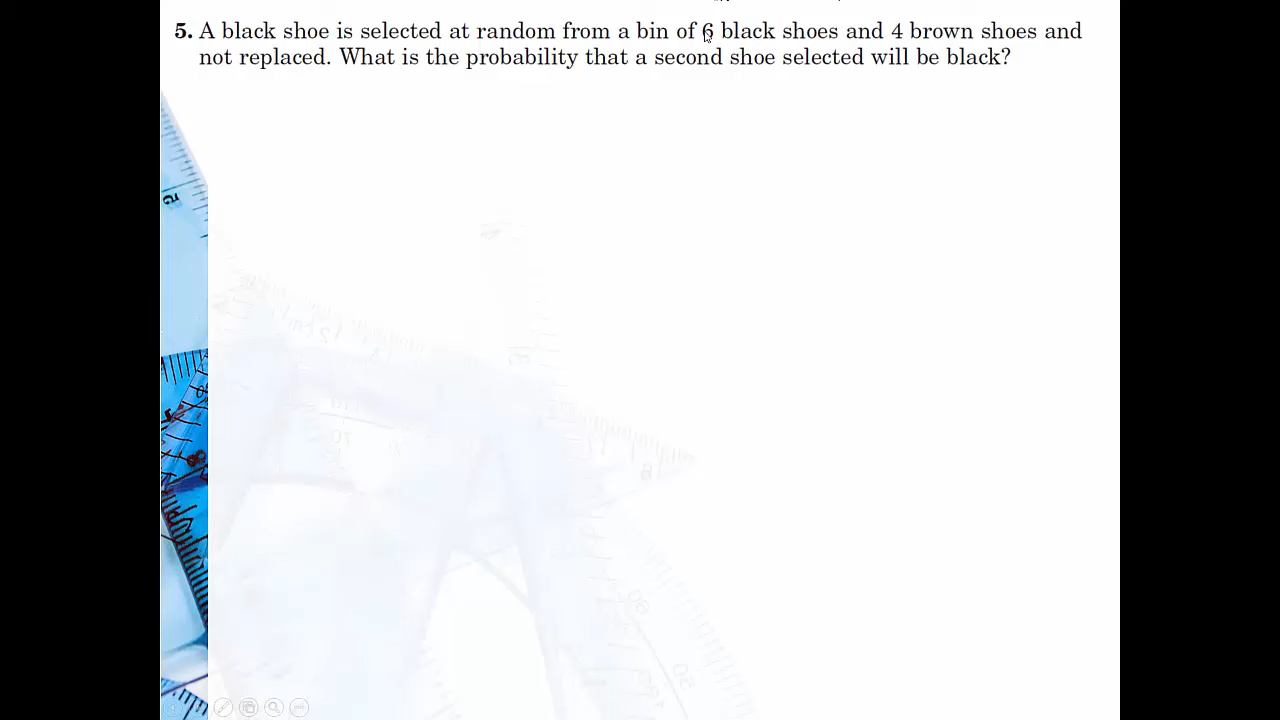 5. A black shoe is selected at random from a bin of 6 black shoes and 4 brown shoes and
not replaced. What is the probability that a second shoe selected will be black?